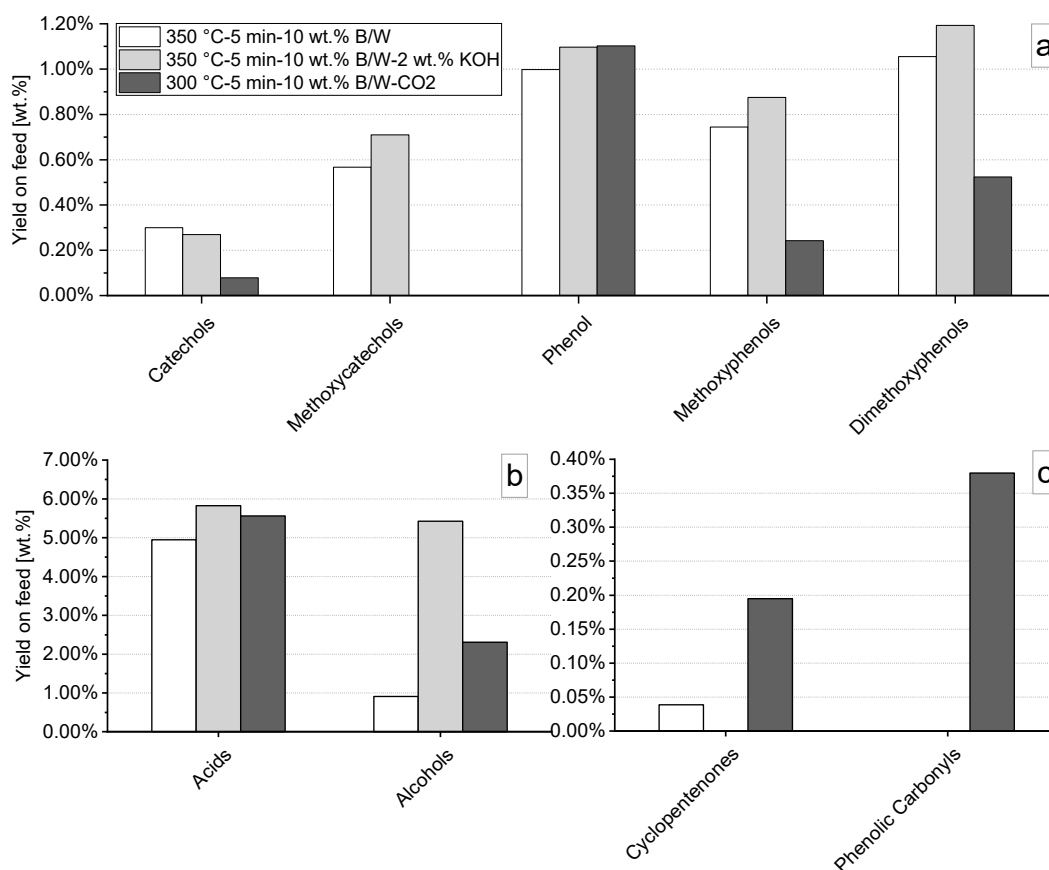 1.20%
1.00%
0.80%
0.60%
0.40%
0.20%
0.00%
Yield on feed [wt.%]
350 °C-5 min-10 wt.% B/W
350 °C-5 min-10 wt.% B/W-2 wt.% KOH
300 °C-5 min-10 wt.% B/W-CO2
a
Catechols
Methoxycatechols
Phenol
Methoxyphenols
Dimethoxyphenols
7.00%
6.00%
5.00%
4.00%
3.00%
2.00%
1.00%
0.00%
Yield on feed [wt.%]
b
Acids
Alcohols
0.40%
0.35%
0.30%
0.25%
0.20%
0.15%
0.10%
0.05%
0.00%
c
Cyclopentenones
Phenolic Carbonyls